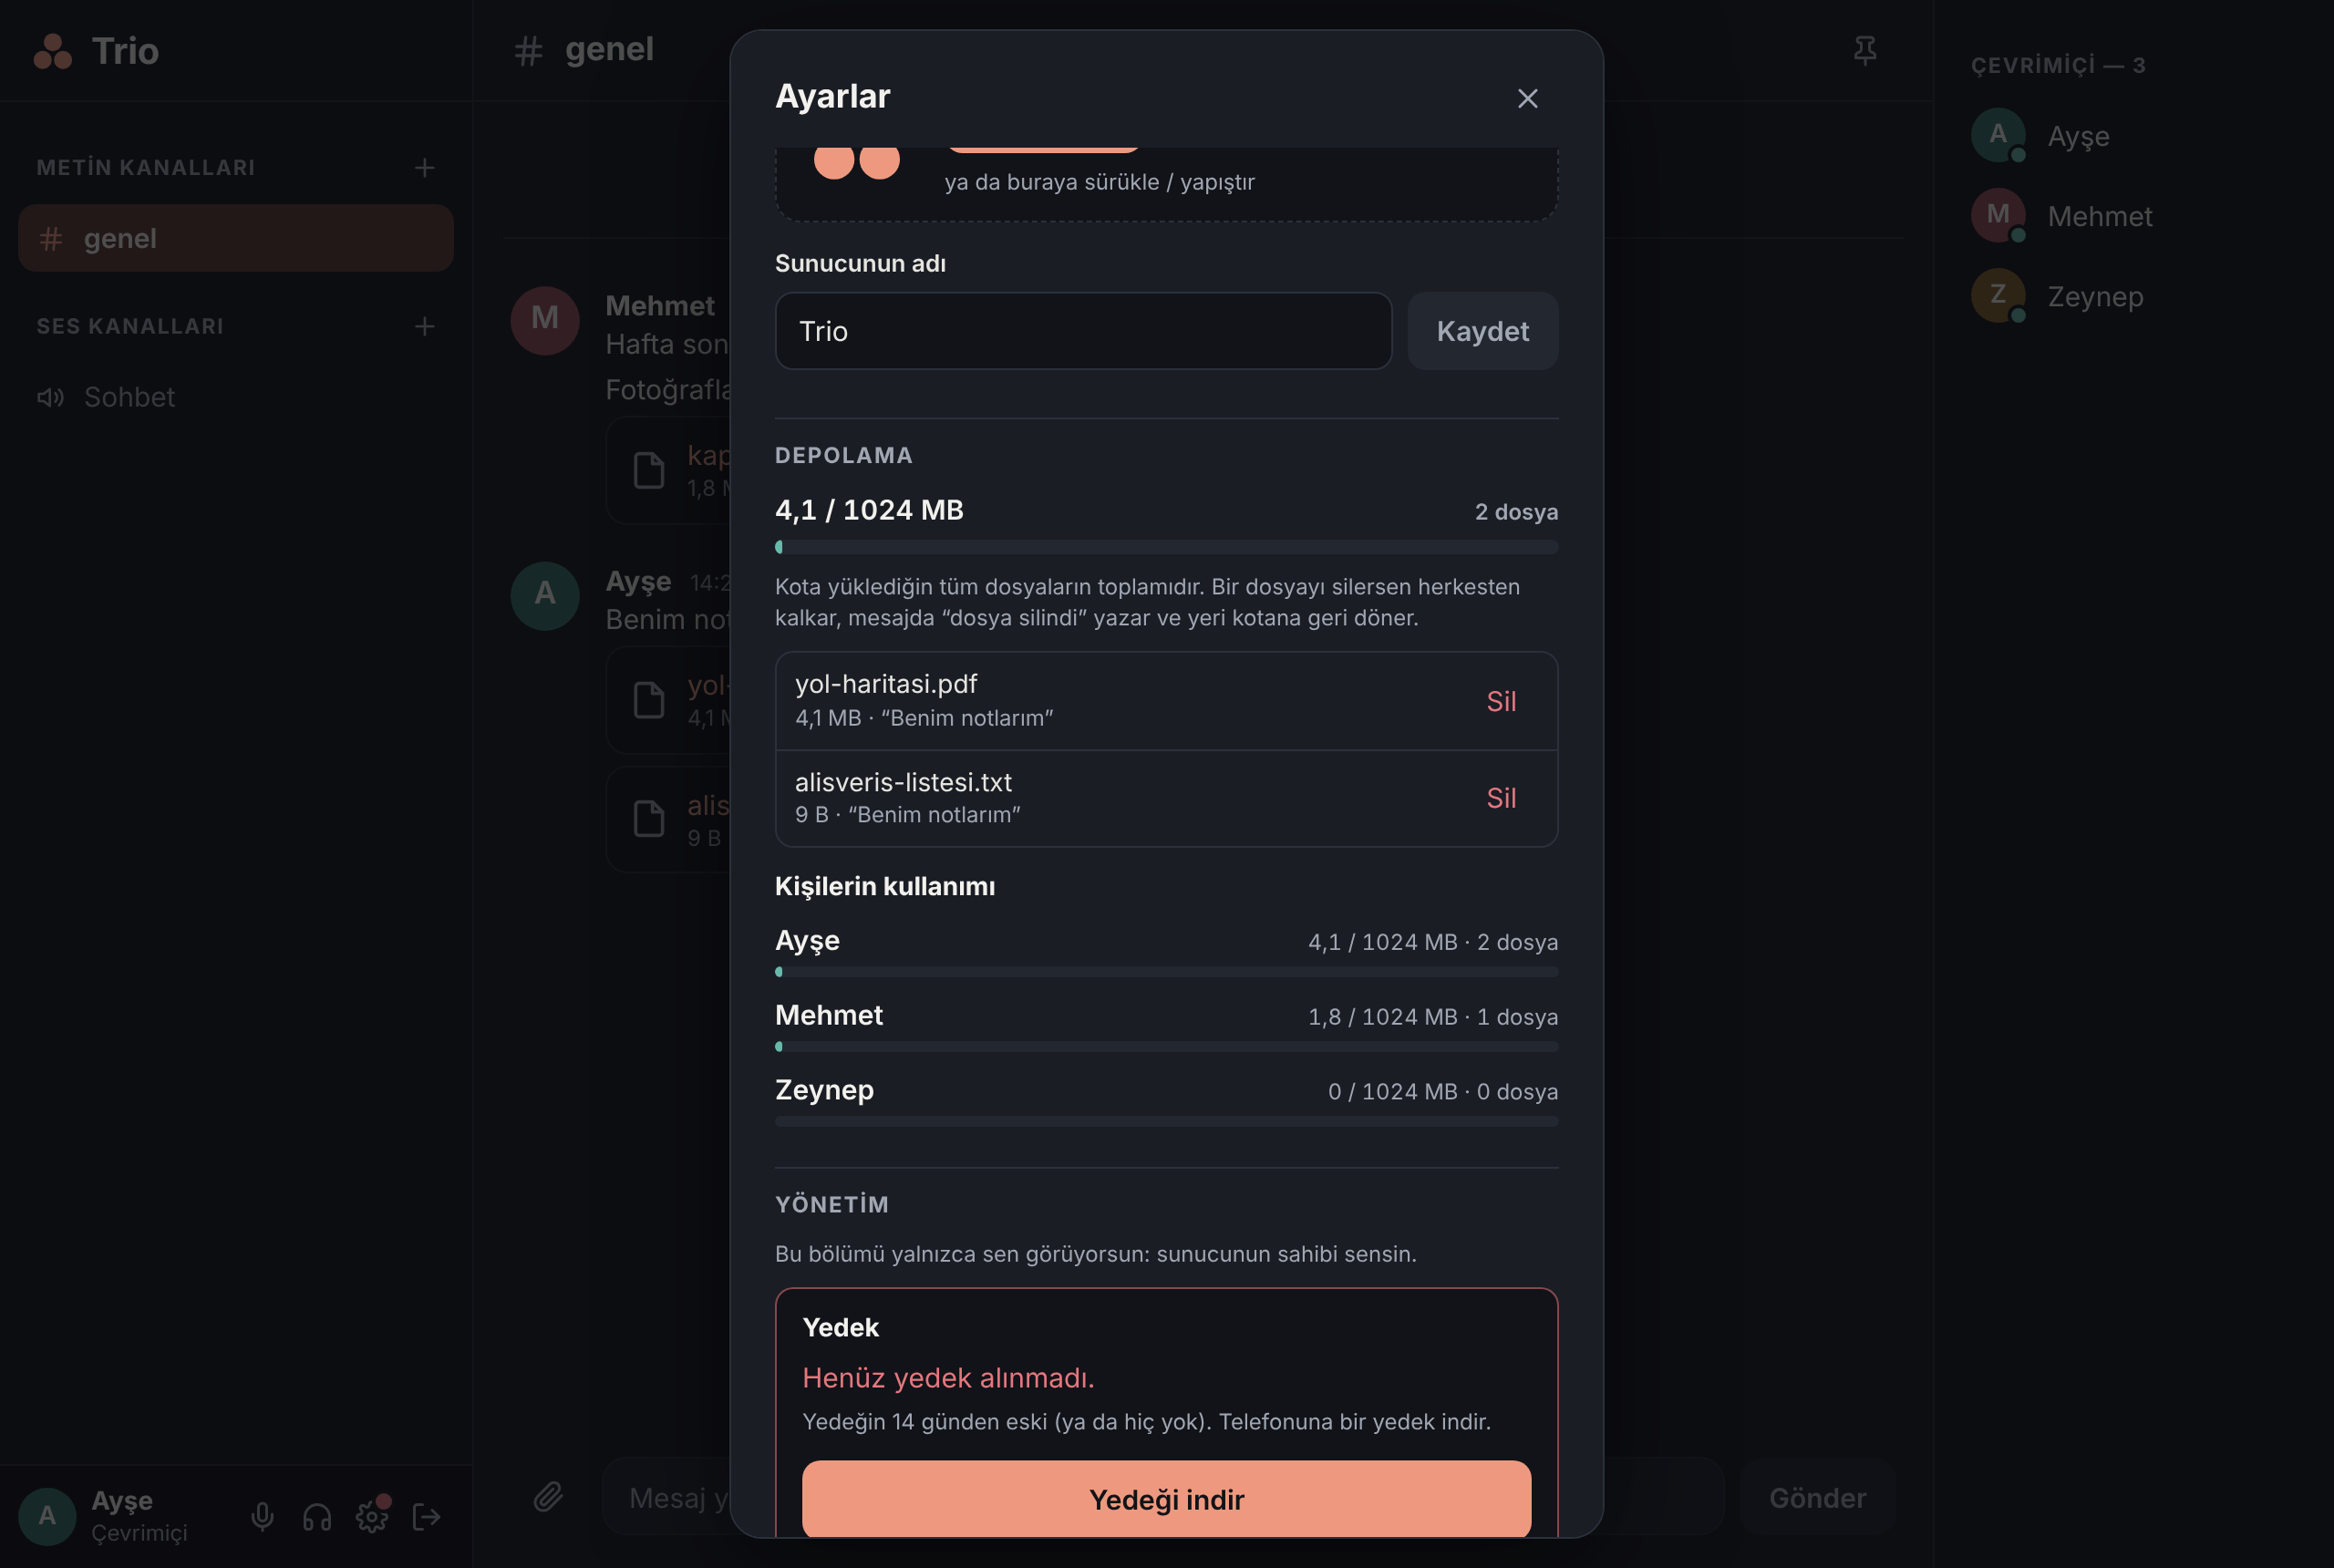 Trio
METİN KANALLARI
genel
SES KANALLARI
Sohbet
A
Ayşe
Çevrimiçi
# genel
M
Mehmet
Hafta son
Fotoğrafla
kap
1,8 M
A
Ayşe 14:2
Benim not
yol-
4,1 M
alis
9 B
Mesaj y
Gönder
Ayarlar
ya da buraya sürükle / yapıştır
Sunucunun adı
Trio
Kaydet
DEPOLAMA
4,1 / 1024 MB
2 dosya
Kota yüklediğin tüm dosyaların toplamıdır. Bir dosyayı silersen herkesten
kalkar, mesajda “dosya silindi” yazar ve yeri kotana geri döner.
yol-haritasi.pdf
4,1 MB · “Benim notlarım”
Sil
alisveris-listesi.txt
9 B · “Benim notlarım”
Sil
Kişilerin kullanımı
Ayşe
4,1 / 1024 MB · 2 dosya
Mehmet
1,8 / 1024 MB · 1 dosya
Zeynep
0 / 1024 MB · 0 dosya
YÖNETİM
Bu bölümü yalnızca sen görüyorsun: sunucunun sahibi sensin.
Yedek
Henüz yedek alınmadı.
Yedeğin 14 günden eski (ya da hiç yok). Telefonuna bir yedek indir.
Yedeği indir
ÇEVRİMİÇİ — 3
A
Ayşe
M
Mehmet
Z
Zeynep